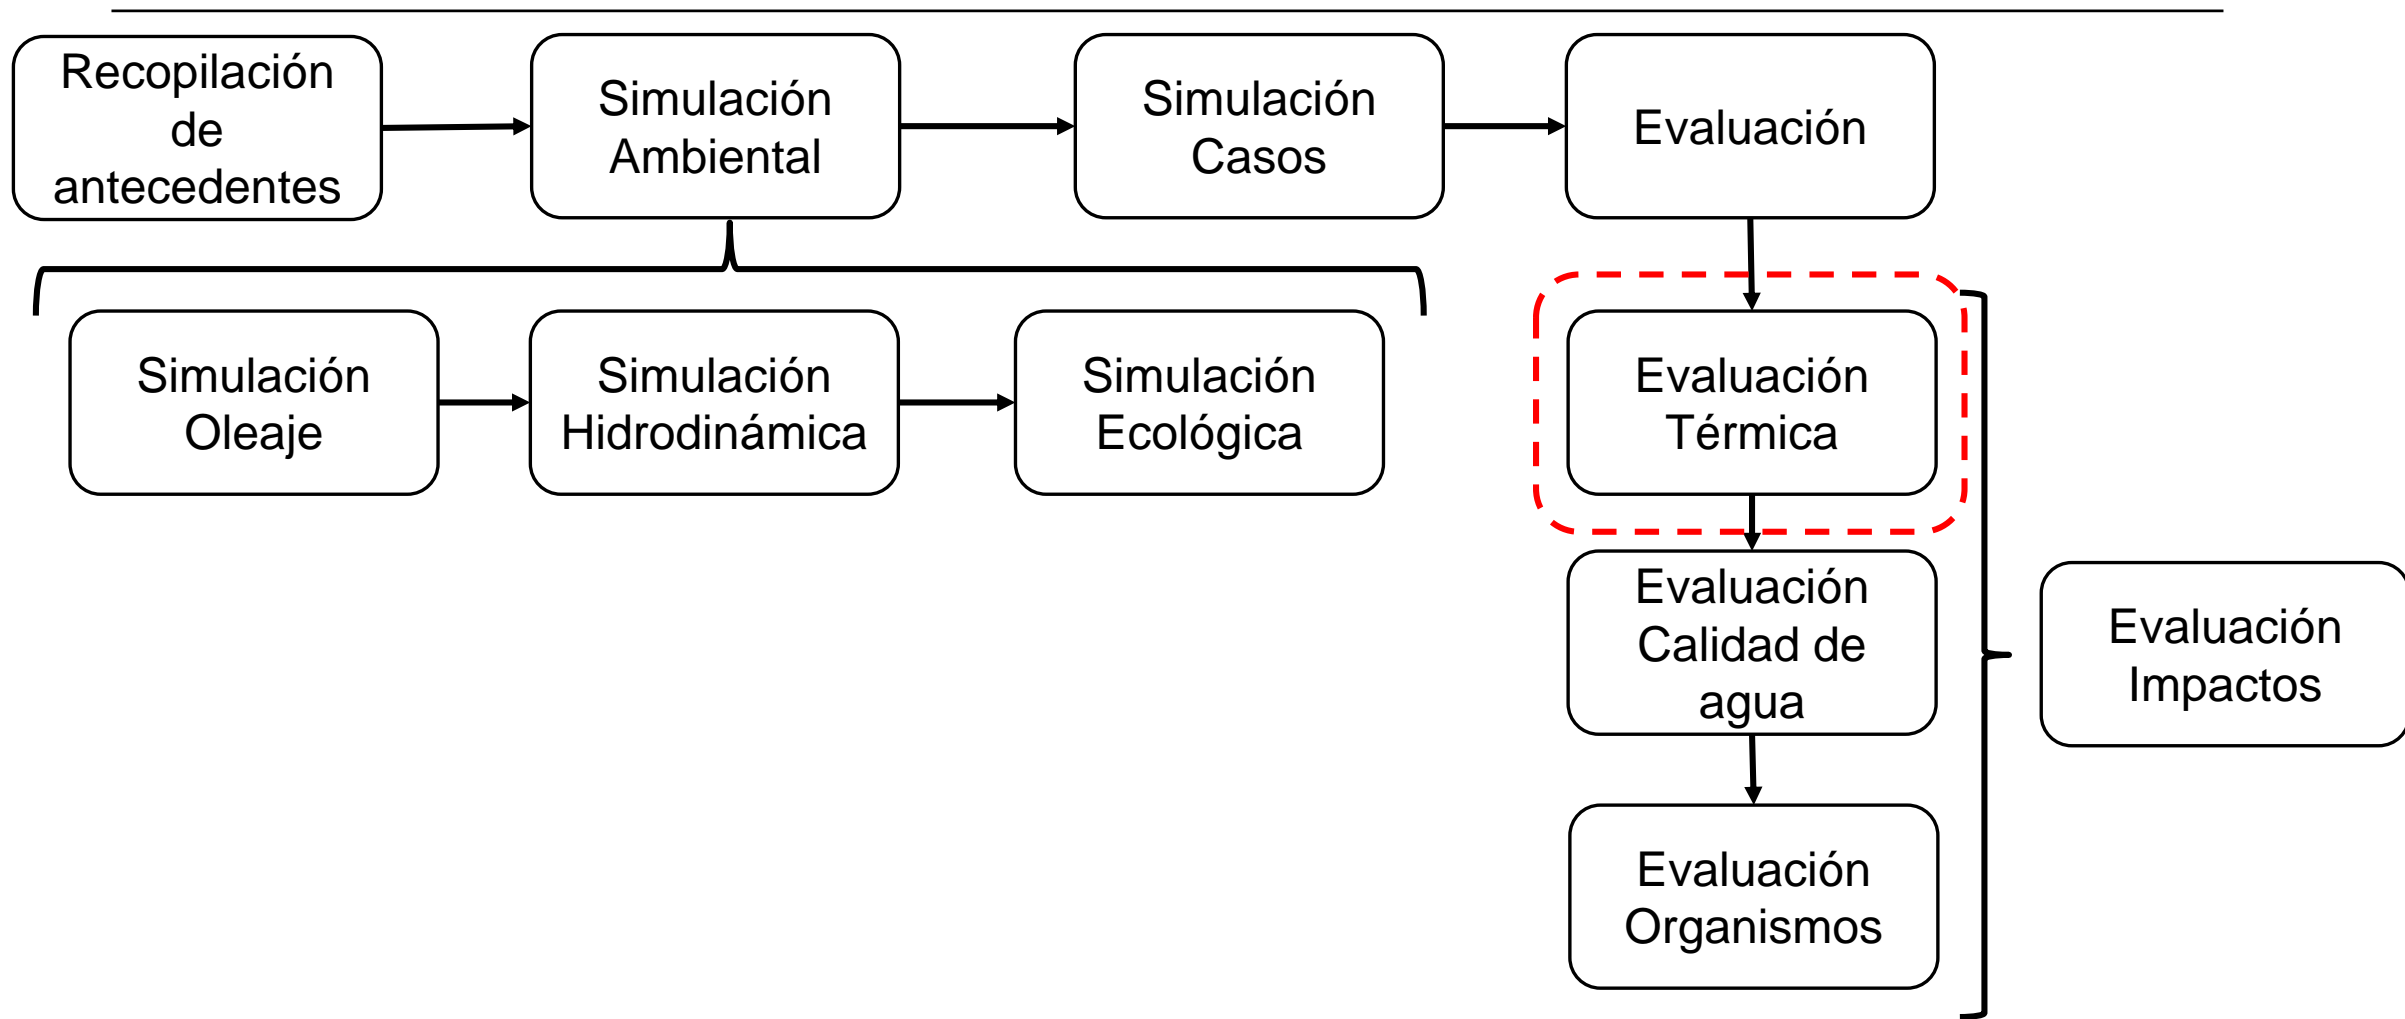 Recopilación
de
antecedentes
Simulación
Ambiental
Simulación
Casos
Evaluación
Simulación
Oleaje
Simulación
Hidrodinámica
Simulación
Ecológica
Evaluación
Térmica
Evaluación
Calidad de
agua
Evaluación
Impactos
Evaluación
Organismos